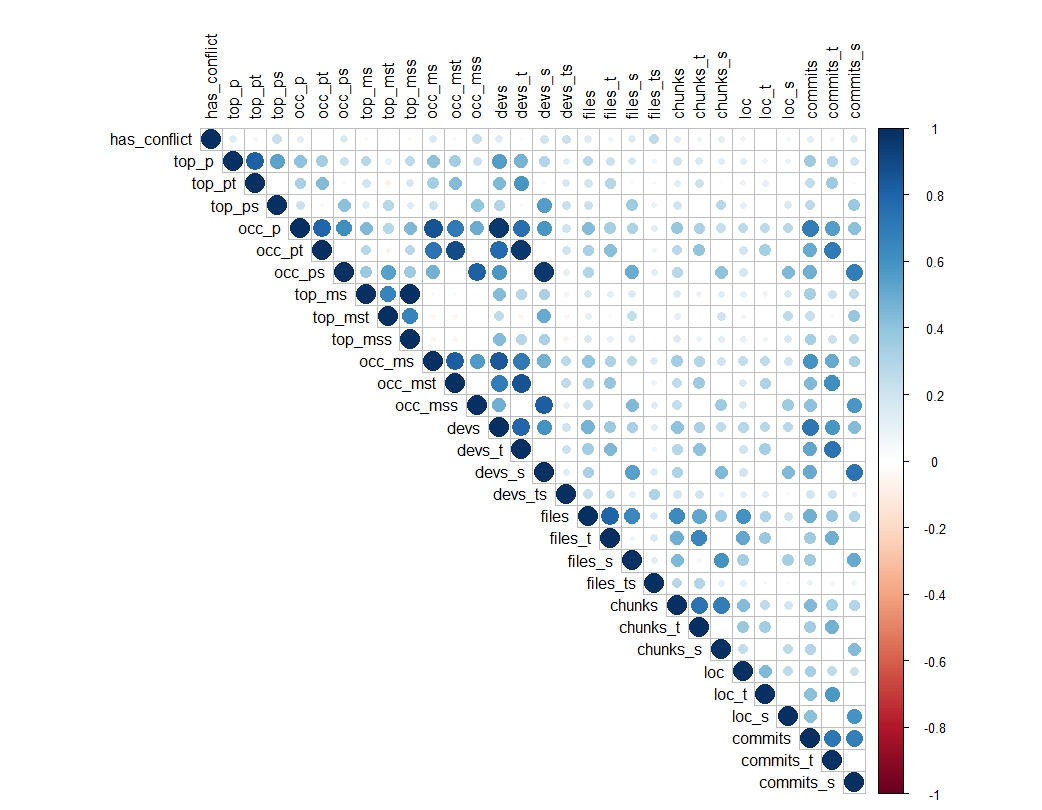 has_conflict
top_p
top_pt
top_ps
occ_p
occ_pt
occ_ps
top_ms
top_mst
top_mss
occ_ms
occ_mst
occ_mss
devs
devs_t
devs_s
devs_ts
files
files_t
files_s
files_ts
chunks
chunks_t
chunks_s
loc
loc_t
loc_s
commits
commits_t
commits_s
has_conflict
top_p
top_pt
top_ps
occ_p
occ_pt
occ_ps
top_ms
top_mst
top_mss
occ_ms
occ_mst
occ_mss
devs
devs_t
devs_s
devs_ts
files
files_t
files_s
files_ts
chunks
chunks_t
chunks_s
loc
loc_t
loc_s
commits
commits_t
commits_s
1
0.8
0.6
0.4
0.2
0
-0.2
-0.4
-0.6
-0.8
-1